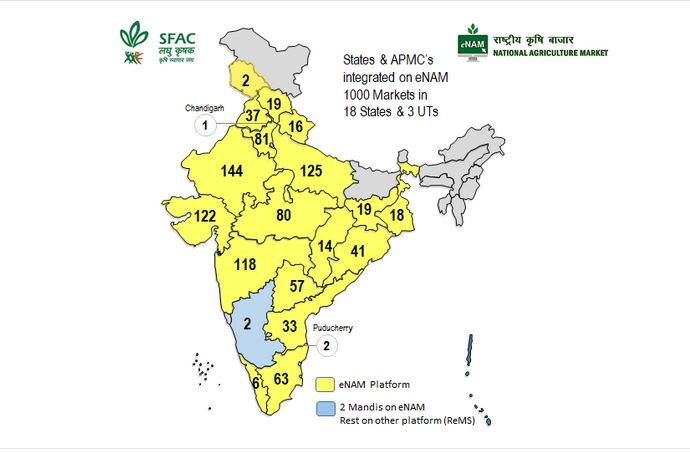 SFAC
लघु कृषक
कृषि व्यापार संघ
eNAM
राष्ट्रीय कृषि बाजार
NATIONAL AGRICULTURE MARKET
States & APMC's
integrated on eNAM
1000 Markets in
18 States & 3 UTs
2
Chandigarh
1
37
19
16
81
144
125
122
80
19
18
14
41
118
57
2
33
Puducherry
2
6
63
eNAM Platform
2 Mandis on eNAM
Rest on other platform (ReMS)